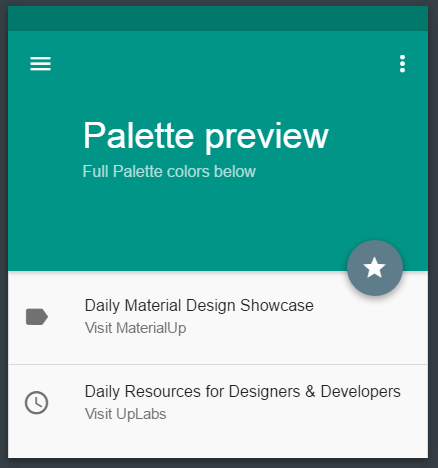 Palette preview
Full Palette colors below
Daily Material Design Showcase
Visit MaterialUp
Daily Resources for Designers & Developers
Visit UpLabs